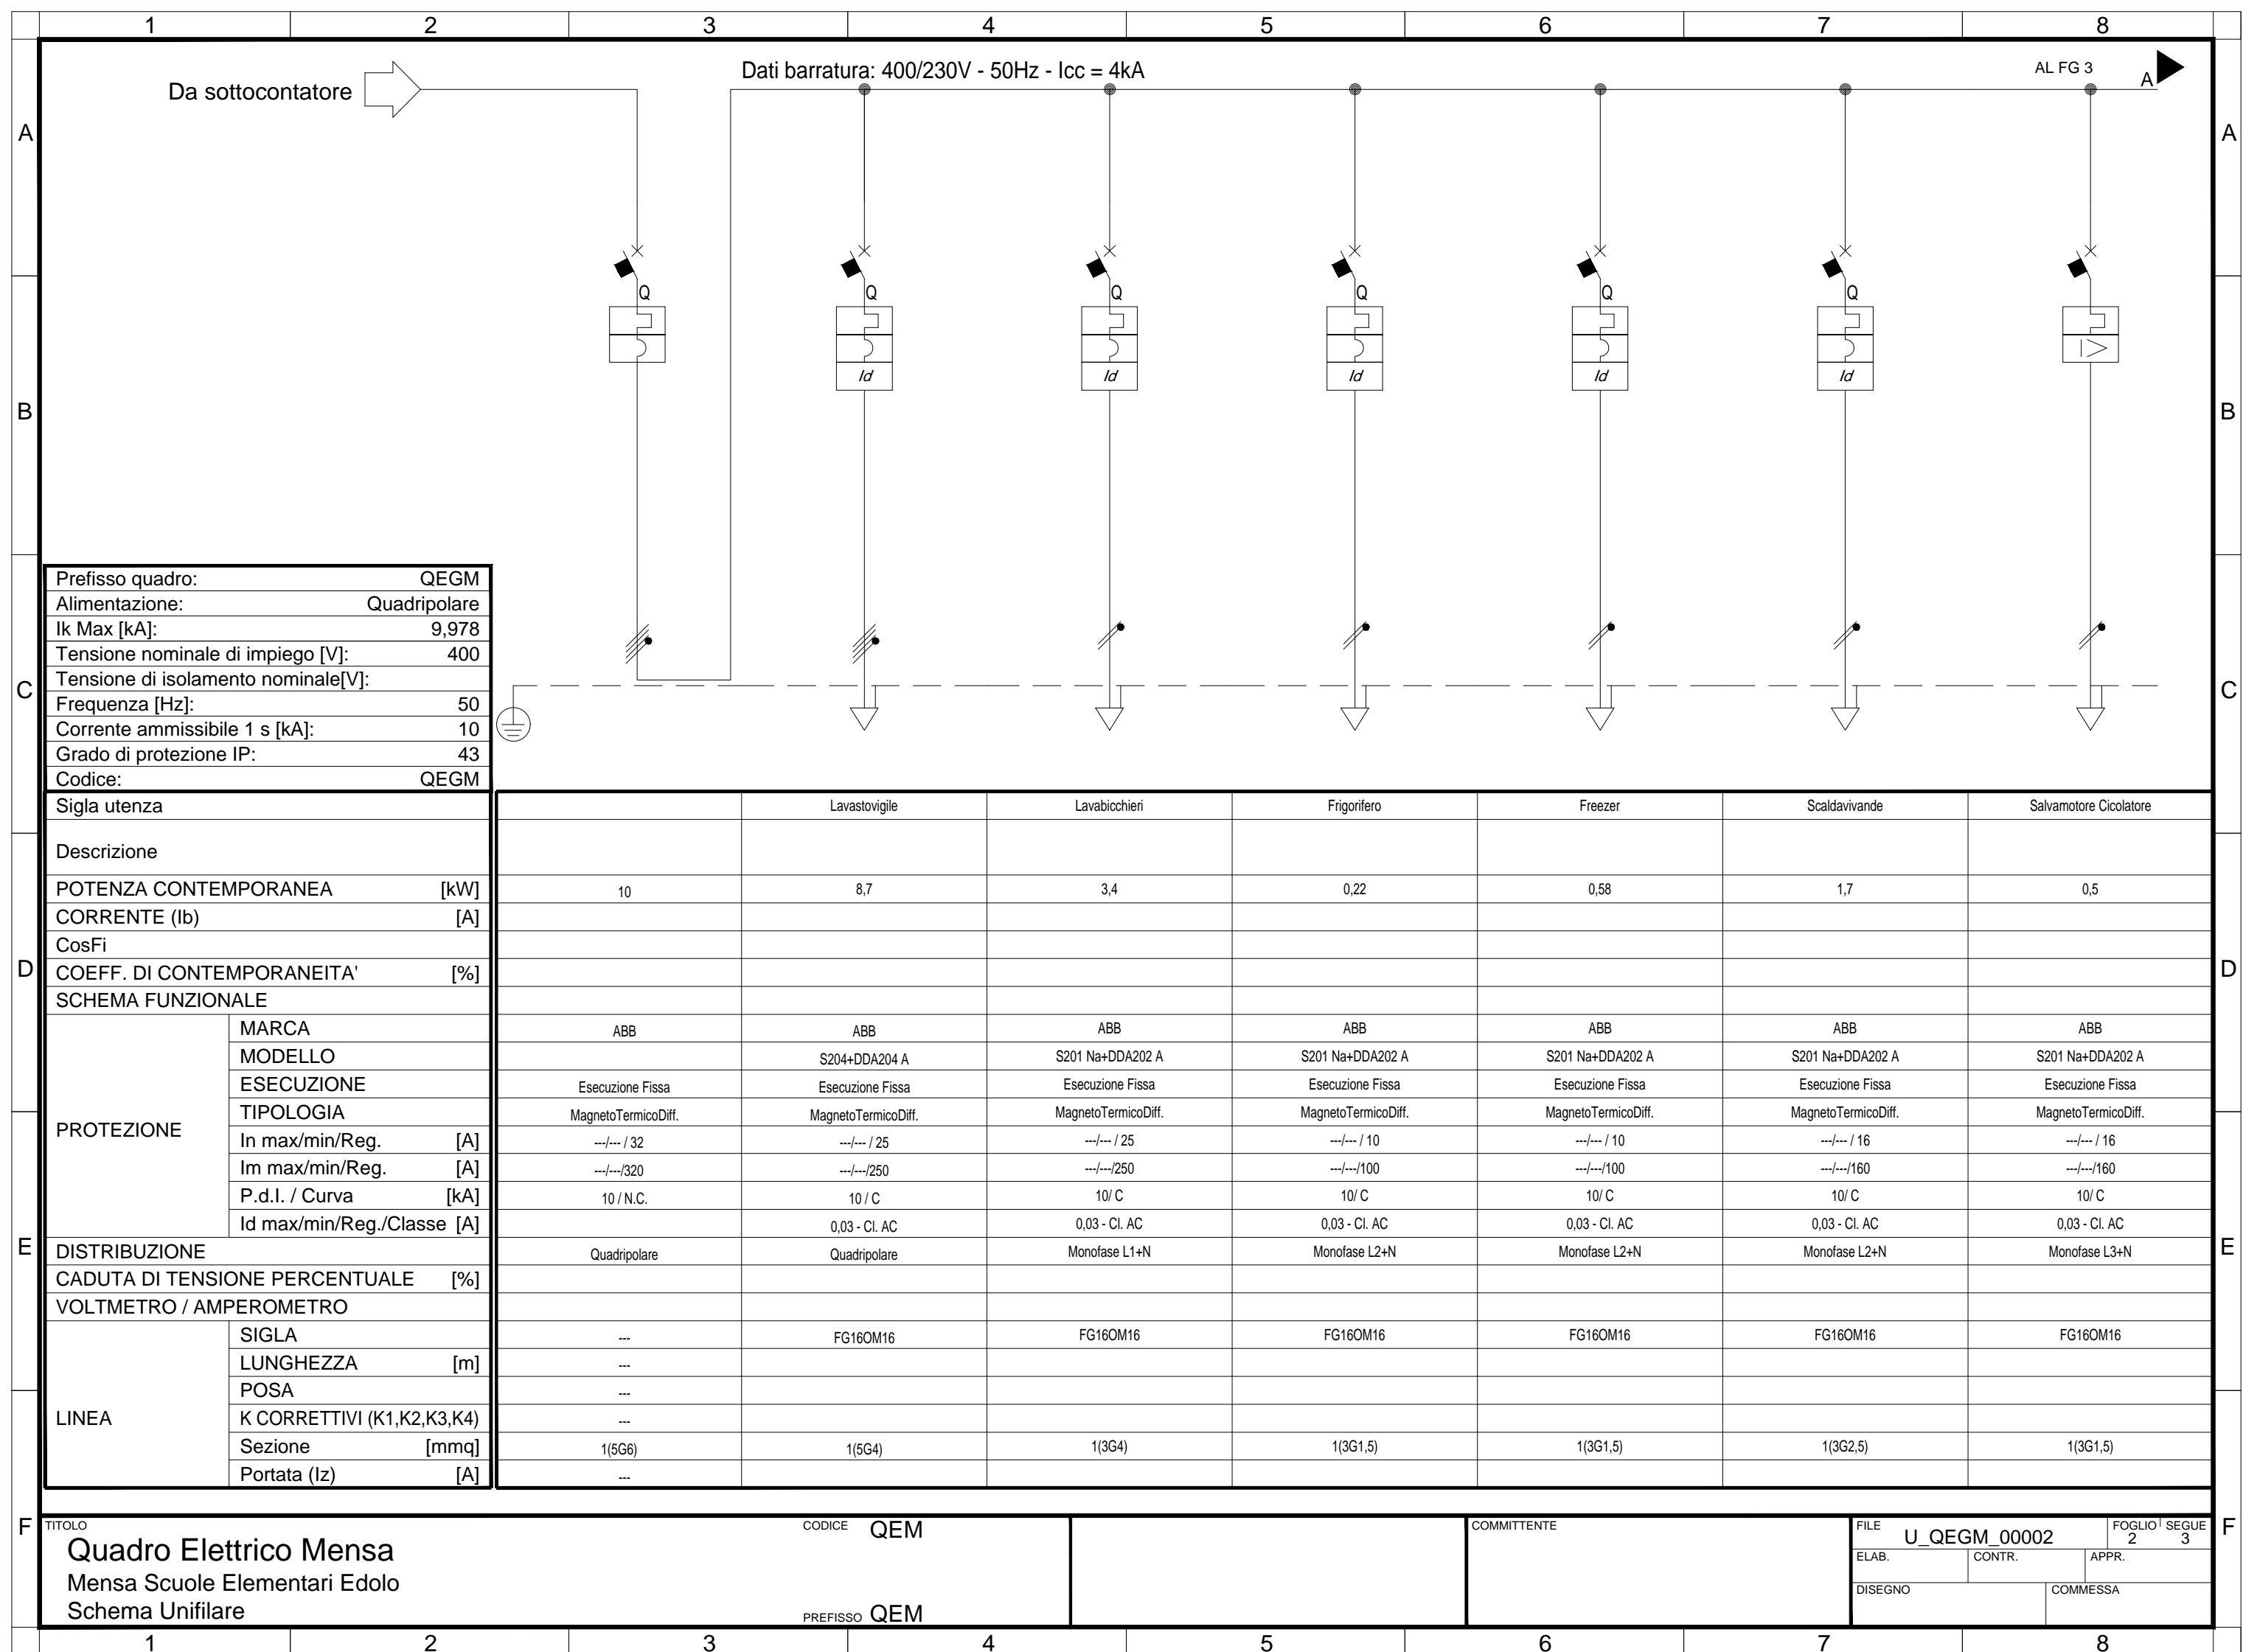 1 2 3 4 5 6 7 8
Dati barratura: 400/230V - 50Hz - Icc = 4kA
AL FG 3
A
Da sottocontatore
A A
Q Q Q Q Q Q
I>
Id Id Id Id Id
B B
Prefisso quadro: QEGM
Alimentazione: Quadripolare
Ik Max [kA]: 9,978
Tensione nominale di impiego [V]: 400
Tensione di isolamento nominale[V]:
C C
Frequenza [Hz]: 50
Corrente ammissibile 1 s [kA]: 10
Grado di protezione IP: 43
Codice: QEGM
Sigla utenza Lavastovigile Lavabicchieri Frigorifero Freezer Scaldavivande Salvamotore Cicolatore
Descrizione
POTENZA CONTEMPORANEA [kW] 10 8,7 3,4 0,22 0,58 1,7 0,5
CORRENTE (Ib) [A]
CosFi
D D
COEFF. DI CONTEMPORANEITA' [%]
SCHEMA FUNZIONALE
PROTEZIONE
MARCA ABB ABB ABB ABB ABB ABB ABB
MODELLO S204+DDA204 A S201 Na+DDA202 A S201 Na+DDA202 A S201 Na+DDA202 A S201 Na+DDA202 A S201 Na+DDA202 A
ESECUZIONE Esecuzione Fissa Esecuzione Fissa Esecuzione Fissa Esecuzione Fissa Esecuzione Fissa Esecuzione Fissa Esecuzione Fissa
TIPOLOGIA MagnetoTermicoDiff. MagnetoTermicoDiff. MagnetoTermicoDiff. MagnetoTermicoDiff. MagnetoTermicoDiff. MagnetoTermicoDiff. MagnetoTermicoDiff.
In max/min/Reg. [A] ---/--- / 32 ---/--- / 25 ---/--- / 25 ---/--- / 10 ---/--- / 10 ---/--- / 16 ---/--- / 16
Im max/min/Reg. [A] ---/---/320 ---/---/250 ---/---/250 ---/---/100 ---/---/100 ---/---/160 ---/---/160
P.d.I. / Curva [kA] 10 / N.C. 10 / C 10/ C 10/ C 10/ C 10/ C 10/ C
Id max/min/Reg./Classe [A] 0,03 - Cl. AC 0,03 - Cl. AC 0,03 - Cl. AC 0,03 - Cl. AC 0,03 - Cl. AC 0,03 - Cl. AC
E E
DISTRIBUZIONE Quadripolare Quadripolare Monofase L1+N Monofase L2+N Monofase L2+N Monofase L2+N Monofase L3+N
CADUTA DI TENSIONE PERCENTUALE [%]
VOLTMETRO / AMPEROMETRO
LINEA
SIGLA --- FG16OM16 FG16OM16 FG16OM16 FG16OM16 FG16OM16 FG16OM16
LUNGHEZZA [m] ---
POSA ---
K CORRETTIVI (K1,K2,K3,K4) ---
Sezione [mmq] 1(5G6) 1(5G4) 1(3G4) 1(3G1,5) 1(3G1,5) 1(3G2,5) 1(3G1,5)
Portata (Iz) [A] ---
F F
TITOLO
Quadro Elettrico Mensa
Mensa Scuole Elementari Edolo
Schema Unifilare
CODICE QEM
PREFISSO QEM
COMMITTENTE
FILE U_QEGM_00002
FOGLIO 2
SEGUE 3
ELAB. CONTR. APPR.
DISEGNO COMMESSA
1 2 3 4 5 6 7 8